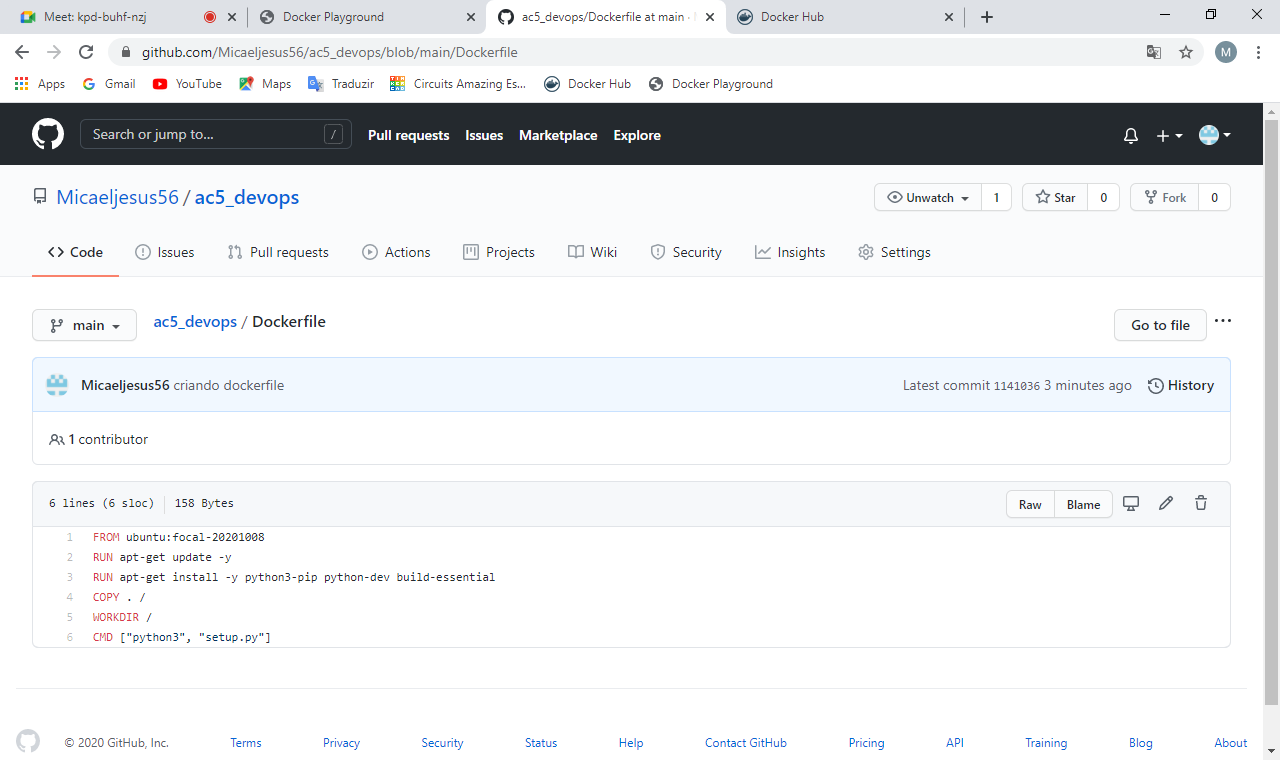 Meet: kpd-buhf-nzj
Docker Playground
ac5_devops/Dockerfile at main ·
Docker Hub
github.com/Micaeljesus56/ac5_devops/blob/main/Dockerfile
M
Apps
Gmail
YouTube
Maps
Traduzir
Circuits Amazing Es...
Docker Hub
Docker Playground
Search or jump to...
/
Pull requests
Issues
Marketplace
Explore
Micaeljesus56 / ac5_devops
Unwatch
1
Star
0
Fork
0
Code
Issues
Pull requests
Actions
Projects
Wiki
Security
Insights
Settings
main
ac5_devops / Dockerfile
Go to file
Micaeljesus56 criando dockerfile
Latest commit 1141036 3 minutes ago
History
1 contributor
6 lines (6 sloc)
158 Bytes
Raw
Blame
1 FROM ubuntu:focal-20201008
2 RUN apt-get update -y
3 RUN apt-get install -y python3-pip python-dev build-essential
4 COPY . /
5 WORKDIR /
6 CMD ["python3", "setup.py"]
© 2020 GitHub, Inc.
Terms
Privacy
Security
Status
Help
Contact GitHub
Pricing
API
Training
Blog
About